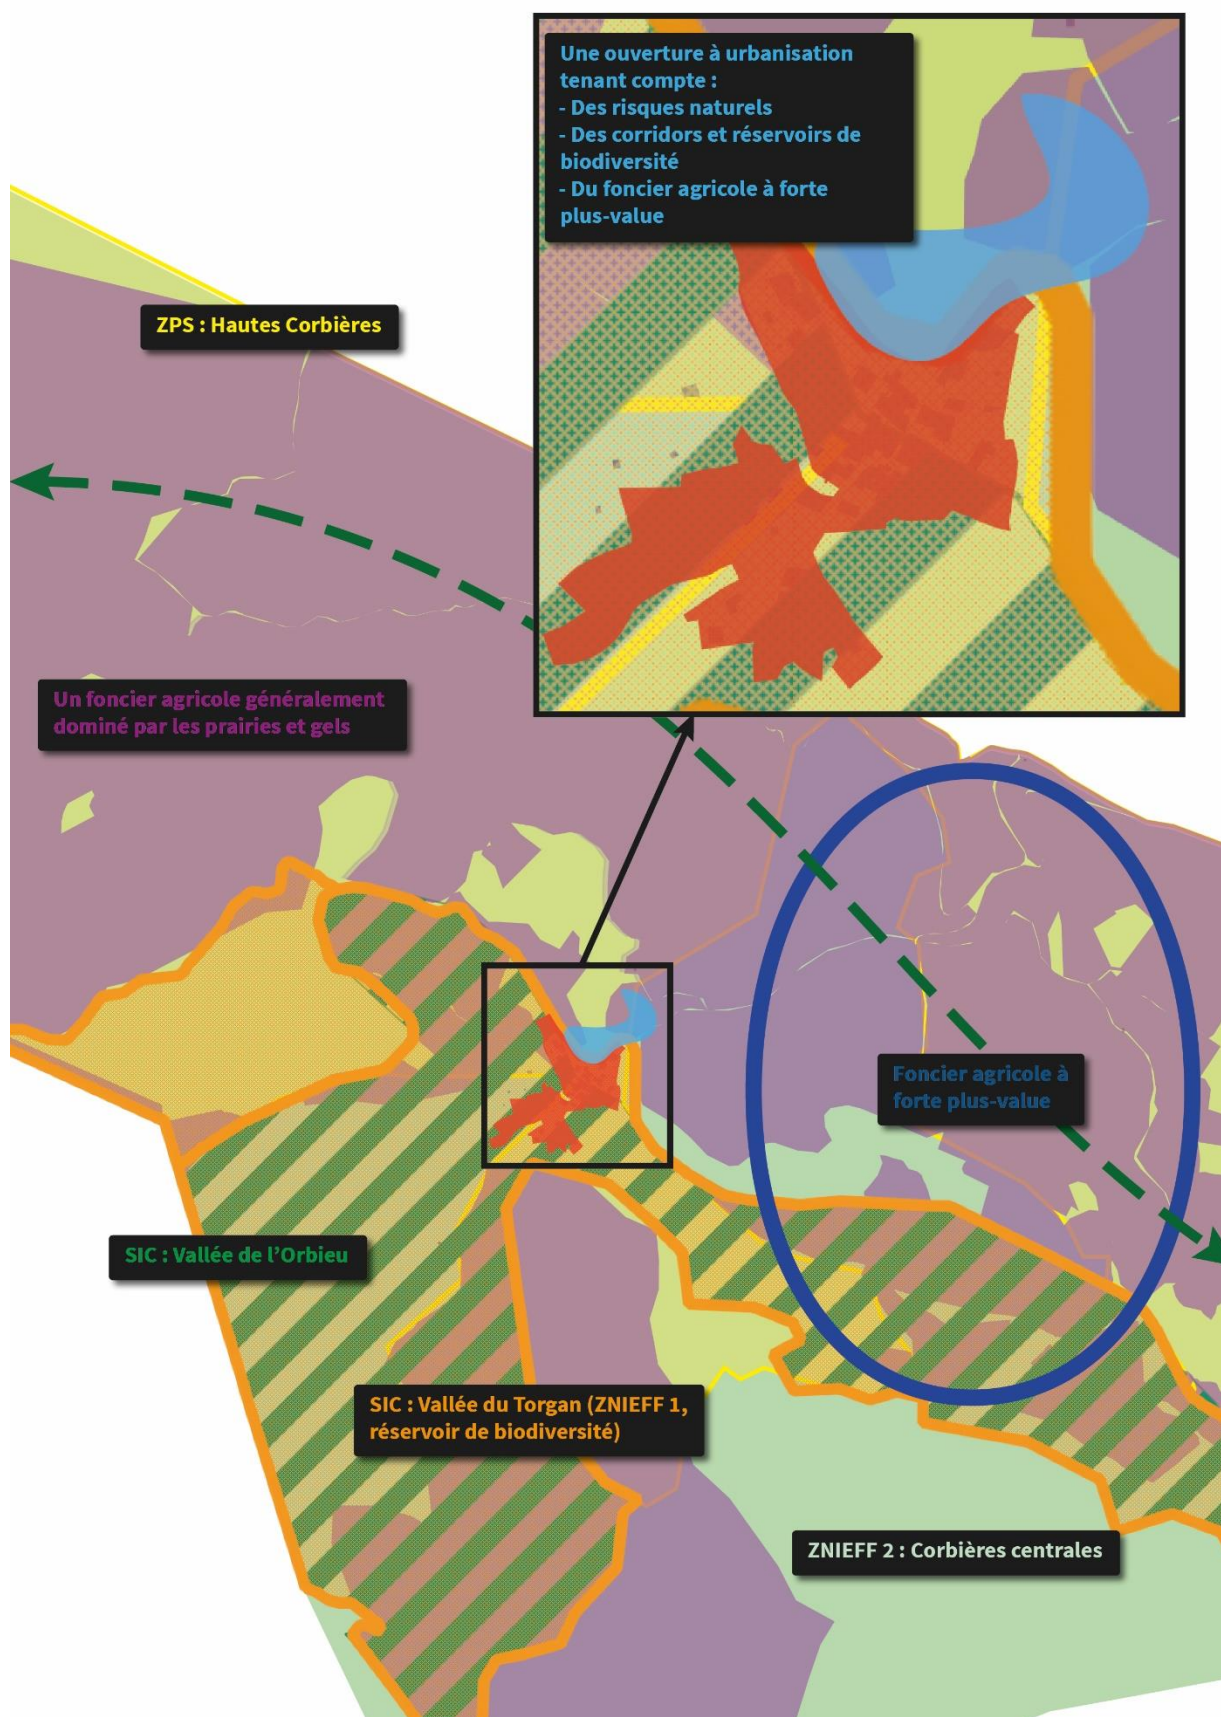 Une ouverture à urbanisation
tenant compte :
- Des risques naturels
- Des corridors et réservoirs de
biodiversité
- Du foncier agricole à forte
plus-value
ZPS : Hautes Corbières
Un foncier agricole généralement
dominé par les prairies et gels
Foncier agricole à
forte plus-value
SIC : Vallée de l’Orbieu
SIC : Vallée du Torgan (ZNIEFF 1,
réservoir de biodiversité)
ZNIEFF 2 : Corbières centrales